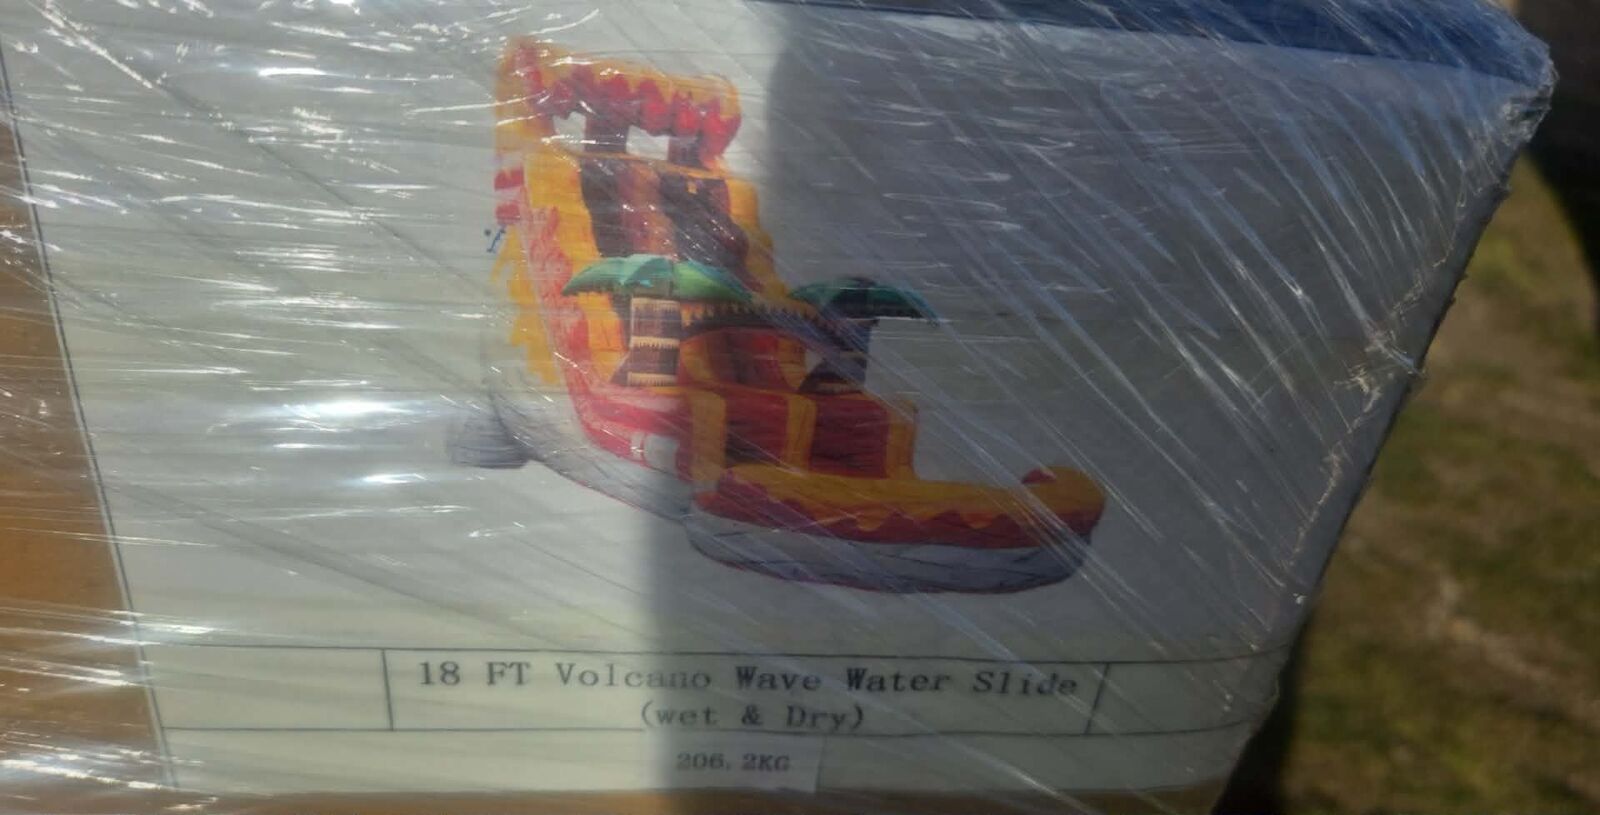 18 FT Volcano Wave Water Slide
(wet & Dry)
206.2KG